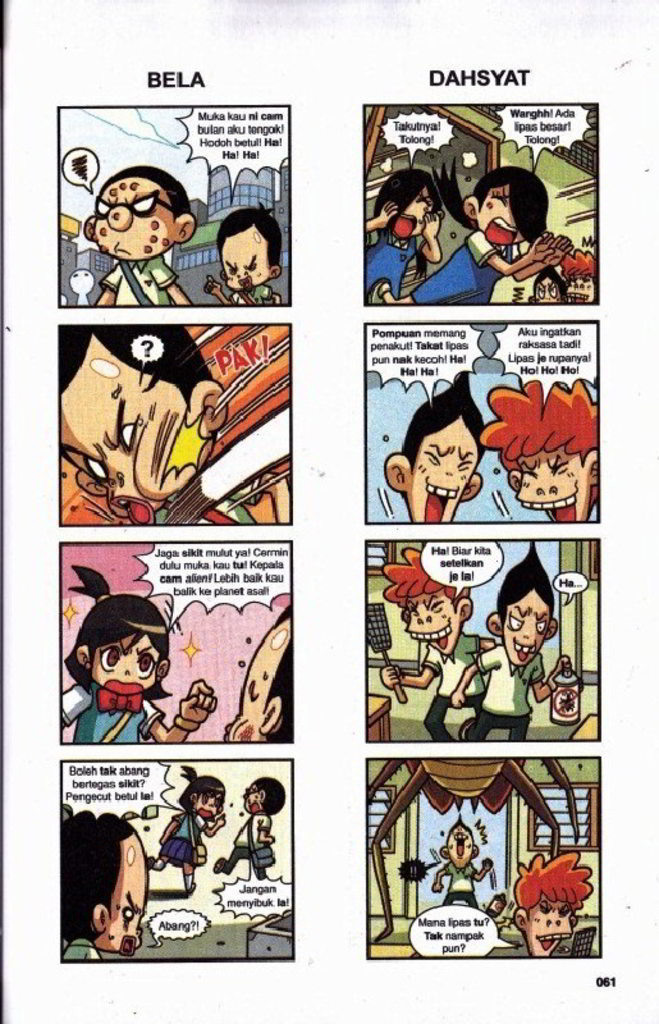 BELA
Muka kau ni cam
bulan aku tengok!
Hodoh betul! Ha!
Ha! Ha!
?
PAK!
Jaga sikit mulut ya! Cermin
dulu muka kau tu! Kepala
cam alien! Lebih baik kau
balik ke planet asal!
Boleh tak abang
bertegas sikit?
Pengecut betul la!
Jangan
menyibuk la!
Abang?!
DAHSYAT
Takutnya!
Tolong!
Warghh! Ada
lipas besar!
Tolong!
Pompuan memang
penakut! Takat lipas
pun nak kecoh! Ha!
Ha! Ha!
Aku ingatkan
raksasa tadi!
Lipas je rupanya!
Ho! Ho! Ho!
Ha! Biar kita
setelkan
je la!
Ha...
!!
Mana lipas tu?
Tak nampak
pun?
061